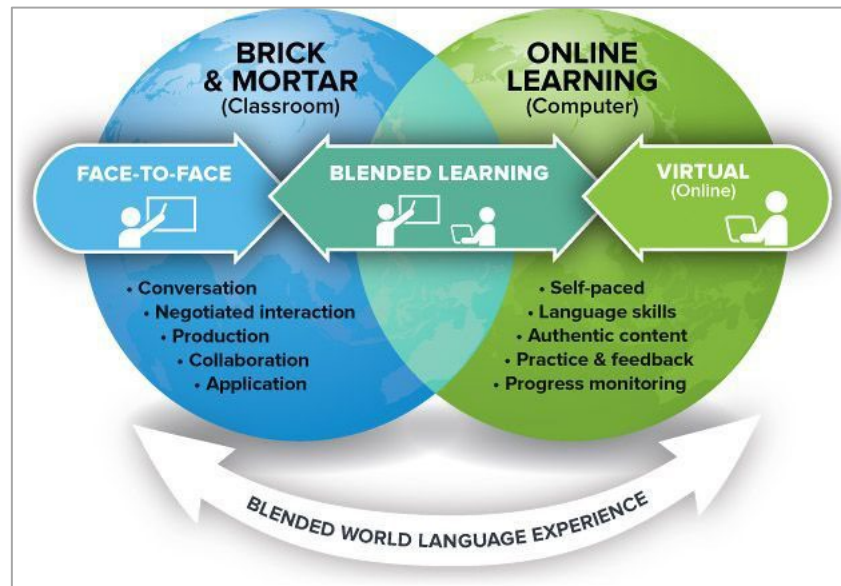 BRICK
& MORTAR
(Classroom)
ONLINE
LEARNING
(Computer)
FACE-TO-FACE
BLENDED LEARNING
VIRTUAL
(Online)
• Conversation
• Negotiated interaction
• Production
• Collaboration
• Application
• Self-paced
• Language skills
• Authentic content
• Practice & feedback
• Progress monitoring
BLENDED WORLD LANGUAGE EXPERIENCE